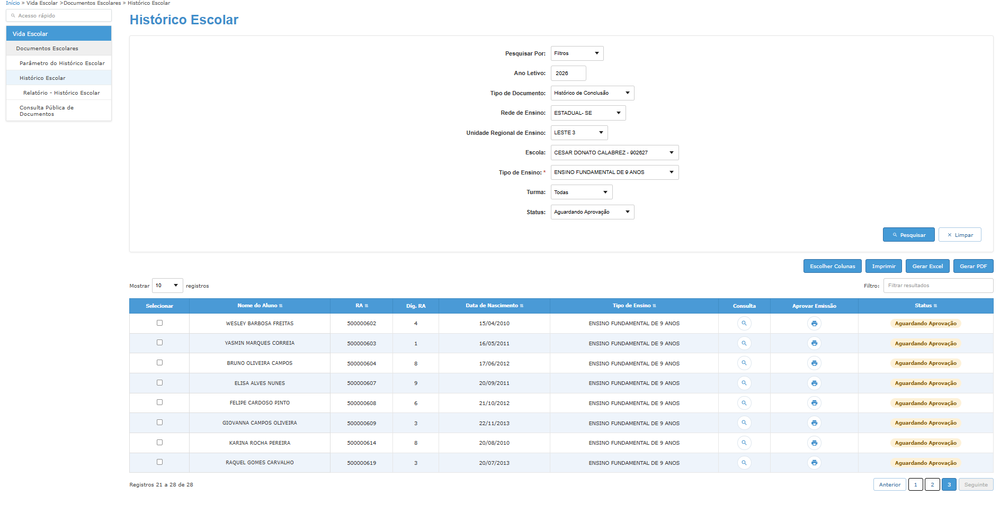 Início » Vida Escolar >Documentos Escolares » Histórico Escolar
Acesso rápido
Vida Escolar
Documentos Escolares
Parâmetro do Histórico Escolar
Histórico Escolar
Relatório - Histórico Escolar
Consulta Pública de
Documentos
Histórico Escolar
Pesquisar Por: Filtros
Ano Letivo: 2026
Tipo de Documento: Histórico de Conclusão
Rede de Ensino: ESTADUAL- SE
Unidade Regional de Ensino: LESTE 3
Escola: CESAR DONATO CALABREZ - 902627
Tipo de Ensino: * ENSINO FUNDAMENTAL DE 9 ANOS
Turma: Todas
Status: Aguardando Aprovação
Pesquisar × Limpar
Escolher Colunas Imprimir Gerar Excel Gerar PDF
Mostrar 10 registros Filtro: Filtrar resultados
Selecionar Nome do Aluno RA Díg. RA Data de Nascimento Tipo de Ensino Consulta Aprovar Emissão Status
WESLEY BARBOSA FREITAS 500000602 4 15/04/2010 ENSINO FUNDAMENTAL DE 9 ANOS Aguardando Aprovação
YASMIN MARQUES CORREIA 500000603 1 16/05/2011 ENSINO FUNDAMENTAL DE 9 ANOS Aguardando Aprovação
BRUNO OLIVEIRA CAMPOS 500000604 8 17/06/2012 ENSINO FUNDAMENTAL DE 9 ANOS Aguardando Aprovação
ELISA ALVES NUNES 500000607 9 20/09/2011 ENSINO FUNDAMENTAL DE 9 ANOS Aguardando Aprovação
FELIPE CARDOSO PINTO 500000608 6 21/10/2012 ENSINO FUNDAMENTAL DE 9 ANOS Aguardando Aprovação
GIOVANNA CAMPOS OLIVEIRA 500000609 3 22/11/2013 ENSINO FUNDAMENTAL DE 9 ANOS Aguardando Aprovação
KARINA ROCHA PEREIRA 500000614 8 20/08/2010 ENSINO FUNDAMENTAL DE 9 ANOS Aguardando Aprovação
RAQUEL GOMES CARVALHO 500000619 3 20/07/2013 ENSINO FUNDAMENTAL DE 9 ANOS Aguardando Aprovação
Registros 21 a 28 de 28 Anterior 1 2 3 Seguinte